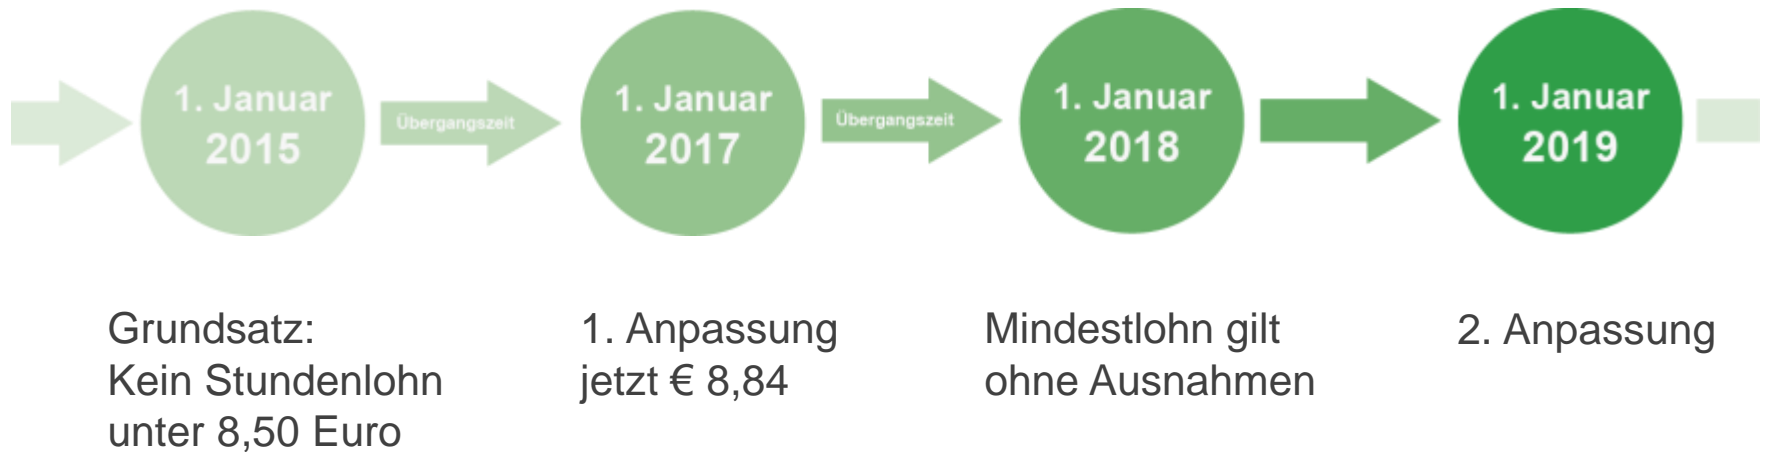 1. Januar
2015
Übergangszeit
1. Januar
2017
Übergangszeit
1. Januar
2018
1. Januar
2019
Grundsatz:
Kein Stundenlohn
unter 8,50 Euro
1. Anpassung
jetzt € 8,84
Mindestlohn gilt
ohne Ausnahmen
2. Anpassung